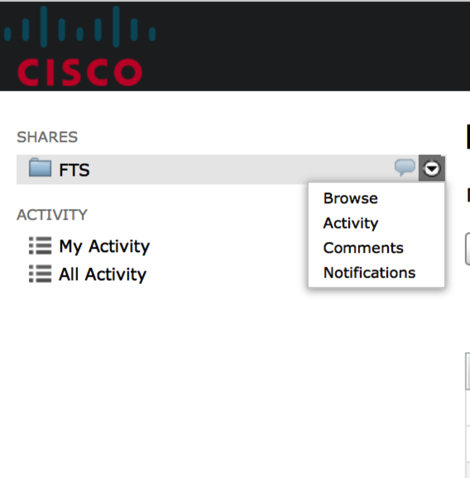 CISCO
SHARES
FTS
Browse
Activity
Comments
Notifications
ACTIVITY
My Activity
All Activity